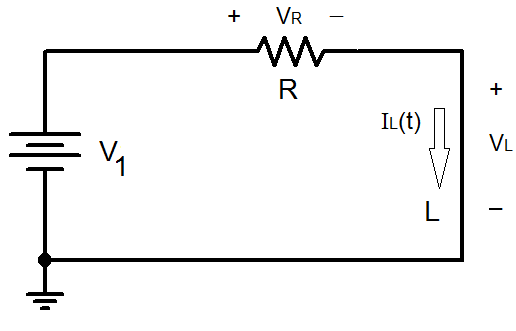 + VR –
R
+
IL(t)
V1
VL
L
–